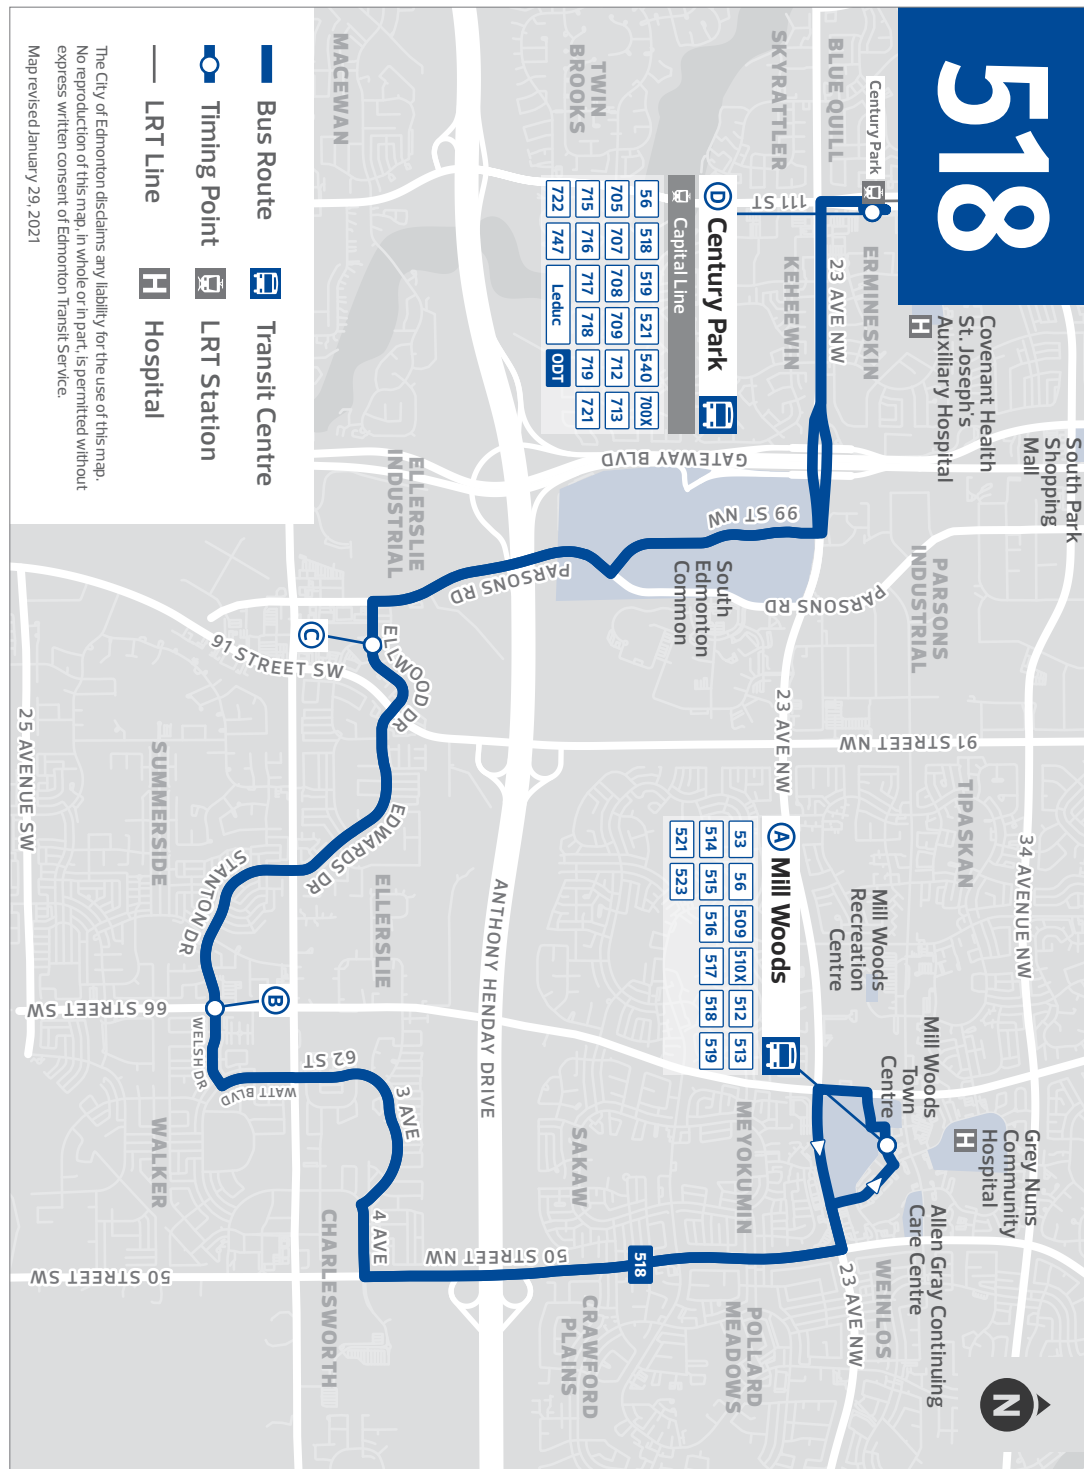 518
Century Park
BLUE QUILL
SKYRATTLER
TWIN
BROOKS
MACEWAN
ERMINESKIN
KEHEEWIN
23 AVE NW
111 ST
Covenant Health
St. Joseph's
Auxiliary Hospital
H
South Park
Shopping
Mall
D Century Park
Capital Line
56 518 519 521 540 700X
705 707 708 709 712 713
715 716 717 718 719 721
722 747 Leduc ODT
GATEWAY BLVD
99 ST NW
South
Edmonton
Common
PARSONS RD
PARSONS RD
PARSONS
INDUSTRIAL
ELLERSLIE
INDUSTRIAL
C
ELLWOOD DR
91 STREET SW
91 STREET NW
23 AVE NW
TIPASKAN
34 AVENUE NW
25 AVENUE SW
SUMMERSIDE
EDWARDS DR
ELLERSLIE
STANTON DR
ANTHONY HENDAY DRIVE
A Mill Woods
53 56 509 510X 512 513
514 515 516 517 518 519
521 523
Mill Woods
Recreation
Centre
Mill Woods
Town
Centre
Grey Nuns
Community
Hospital
H
Allen Gray Continuing
Care Centre
B
66 STREET SW
WELSH DR
WATT BLVD
62 ST
3 AVE
4 AVE
WALKER
CHARLESWORTH
50 STREET SW
50 STREET NW
518
SAKAW
MEYOKUMIN
WEINLOS
23 AVE NW
CRAWFORD
PLAINS
POLLARD
MEADOWS
N
Bus Route
Transit Centre
Timing Point
LRT Station
LRT Line
H Hospital
The City of Edmonton disclaims any liability for the use of this map.
No reproduction of this map, in whole or in part, is permitted without
express written consent of Edmonton Transit Service.
Map revised January 29, 2021